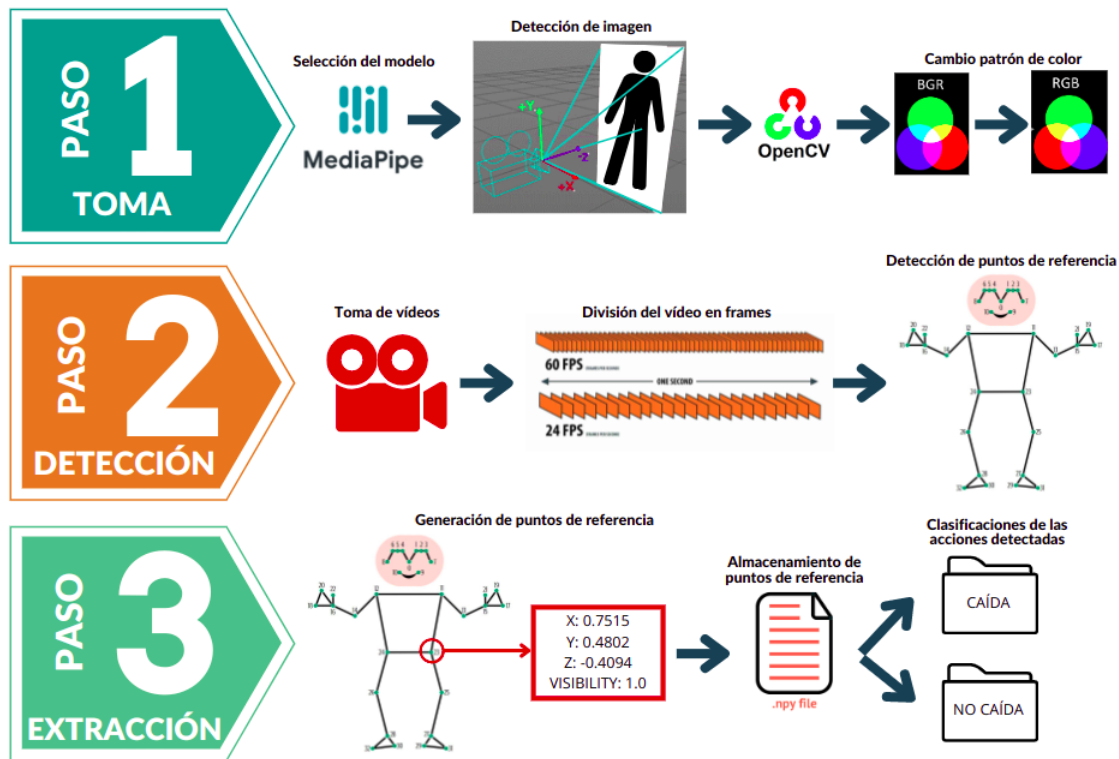 PASO
1
TOMA
Selección del modelo
MediaPipe
Detección de imagen
+Y
-Z
+X
OpenCV
Cambio patrón de color
BGR
RGB
PASO
2
DETECCIÓN
Toma de vídeos
División del vídeo en frames
60 FPS
ONE SECOND
24 FPS
Detección de puntos de referencia
PASO
3
EXTRACCIÓN
Generación de puntos de referencia
X: 0.7515
Y: 0.4802
Z: -0.4094
VISIBILITY: 1.0
Almacenamiento de
puntos de referencia
.npy file
Clasificaciones de las
acciones detectadas
CAÍDA
NO CAÍDA